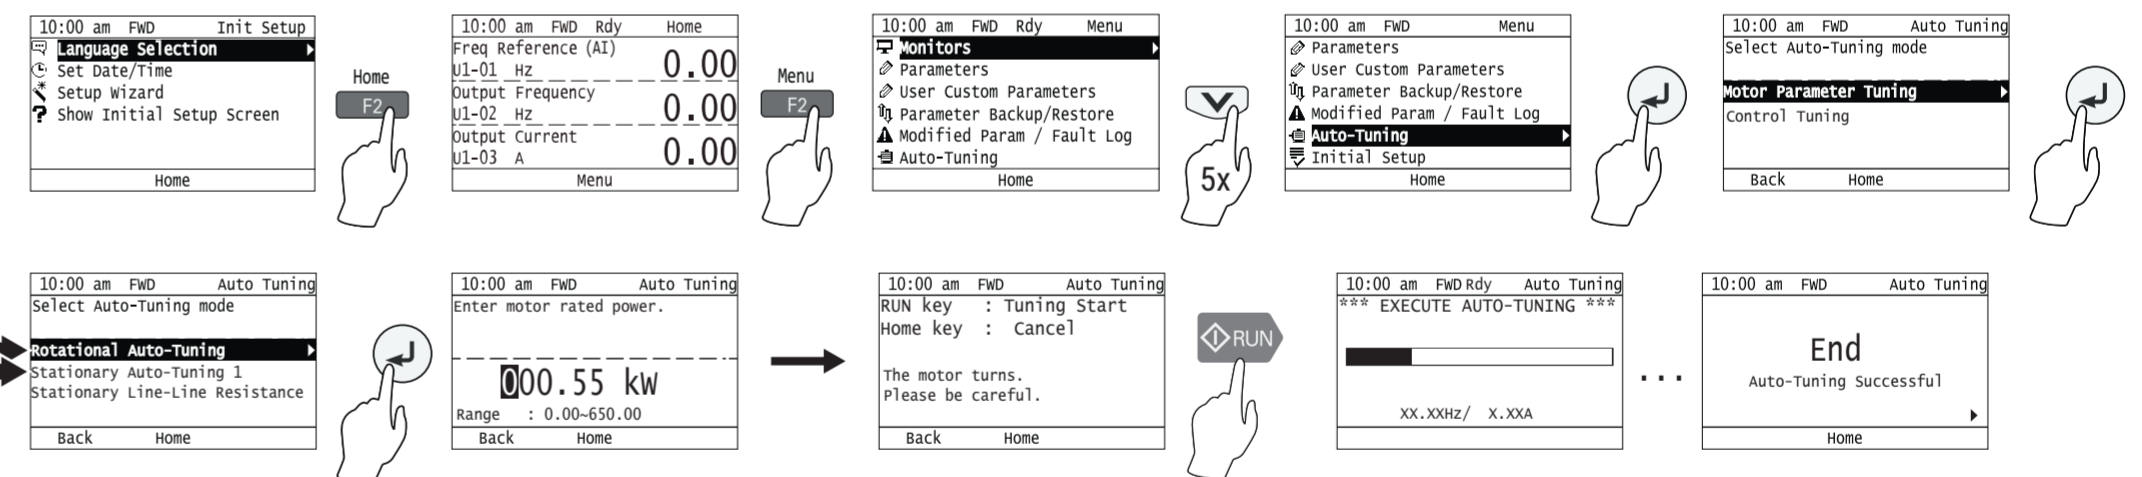 10:00 am FWD Init Setup
Language Selection
Set Date/Time
Setup Wizard
? Show Initial Setup Screen
Home
Home
F2
10:00 am FWD Rdy Home
Freq Reference (AI)
U1-01 Hz 0.00
Output Frequency
U1-02 Hz 0.00
Output Current
U1-03 A 0.00
Menu
Menu
F2
10:00 am FWD Rdy Menu
Monitors
Parameters
User Custom Parameters
Parameter Backup/Restore
Modified Param / Fault Log
Auto-Tuning
Home
5x
10:00 am FWD Menu
Parameters
User Custom Parameters
Parameter Backup/Restore
Modified Param / Fault Log
Auto-Tuning
Initial Setup
Home
10:00 am FWD Auto Tuning
Select Auto-Tuning mode
Motor Parameter Tuning
Control Tuning
Back Home
10:00 am FWD Auto Tuning
Select Auto-Tuning mode
Rotational Auto-Tuning
Stationary Auto-Tuning 1
Stationary Line-Line Resistance
Back Home
10:00 am FWD Auto Tuning
Enter motor rated power.
000.55 kW
Range : 0.00~650.00
Back Home
10:00 am FWD Auto Tuning
RUN key : Tuning Start
Home key : Cancel
The motor turns.
Please be careful.
Back Home
RUN
10:00 am FWD Rdy Auto Tuning
*** EXECUTE AUTO-TUNING ***
XX.XXHz/ X.XXA
...
10:00 am FWD Auto Tuning
End
Auto-Tuning Successful
Home